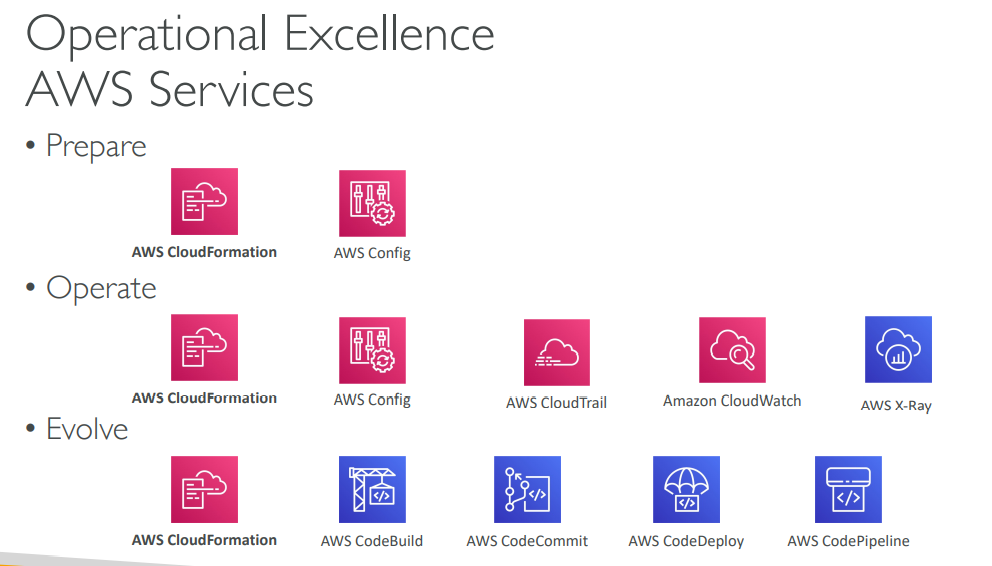 Operational Excellence
AWS Services
• Prepare
AWS CloudFormation
AWS Config
• Operate
AWS CloudFormation
AWS Config
AWS CloudTrail
Amazon CloudWatch
AWS X-Ray
• Evolve
AWS CloudFormation
AWS CodeBuild
AWS CodeCommit
AWS CodeDeploy
AWS CodePipeline